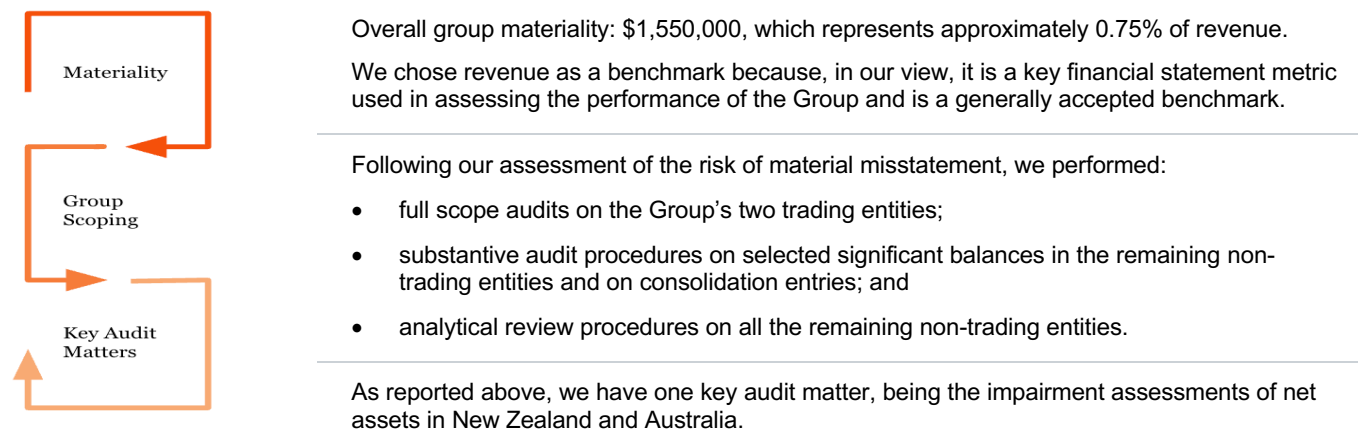 Materiality
Overall group materiality: $1,550,000, which represents approximately 0.75% of revenue.
We chose revenue as a benchmark because, in our view, it is a key financial statement metric
used in assessing the performance of the Group and is a generally accepted benchmark.
Group
Scoping
Following our assessment of the risk of material misstatement, we performed:
• full scope audits on the Group’s two trading entities;
• substantive audit procedures on selected significant balances in the remaining non-
trading entities and on consolidation entries; and
• analytical review procedures on all the remaining non-trading entities.
Key Audit
Matters
As reported above, we have one key audit matter, being the impairment assessments of net
assets in New Zealand and Australia.